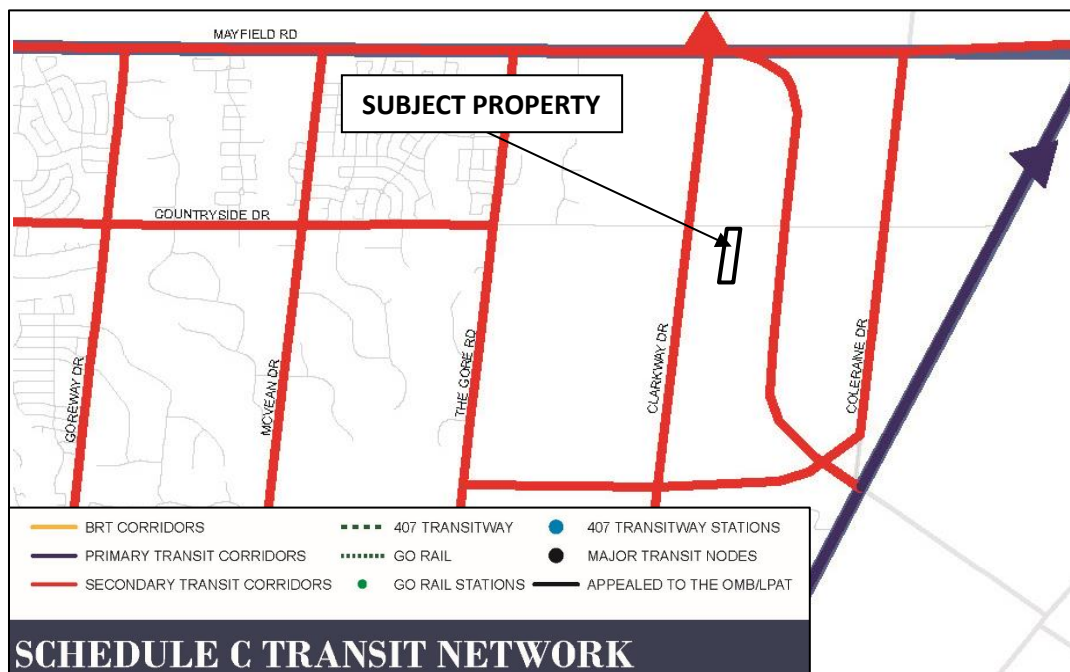 MAYFIELD RD
SUBJECT PROPERTY
COUNTRYSIDE DR
GOREWAY DR
MCVEAN DR
THE GORE RD
CLARKWAY DR
COLERAINE DR
BRT CORRIDORS
PRIMARY TRANSIT CORRIDORS
SECONDARY TRANSIT CORRIDORS
407 TRANSITWAY
GO RAIL
GO RAIL STATIONS
407 TRANSITWAY STATIONS
MAJOR TRANSIT NODES
APPEALED TO THE OMB/LPAT
SCHEDULE C TRANSIT NETWORK